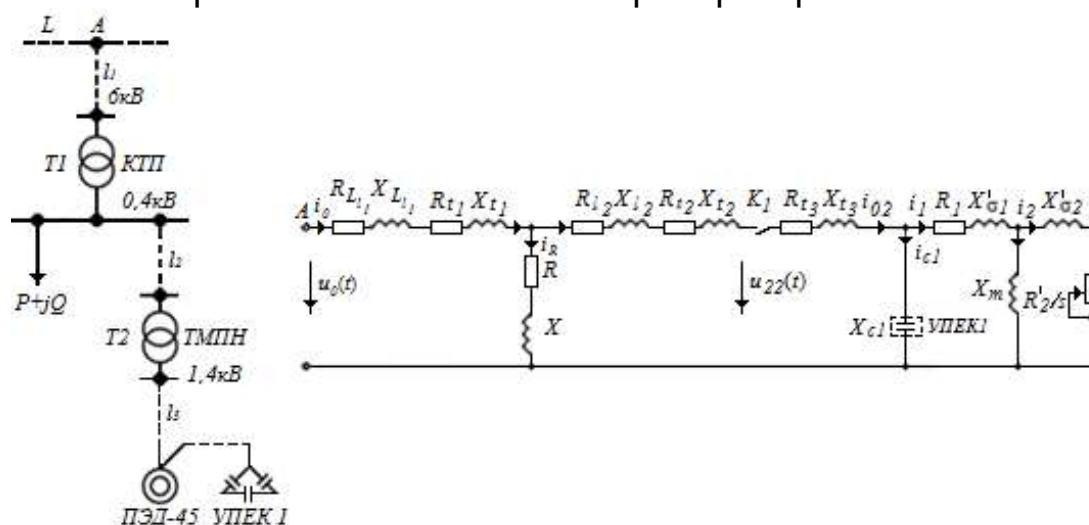 L A
l₁
6кВ
T1 КТП
0,4кВ
l₂
P+jQ
T2 ТМПН
1,4кВ
l₃
ПЭД-45 УПЕК 1
A i₀ R_L_l₁ X_L_l₁ R_t₁ X_t₁ R_l₂ X_l₂ R_t₂ X_t₂ K₁ R_t₃ X_t₃ i₀₂ i₁ R₁ X'_σ1 i₂ X'_σ2
i_R i_c1
R
u₀(t) u₂₂(t) X_m R'₂/s
X X_c1 УПЕК1